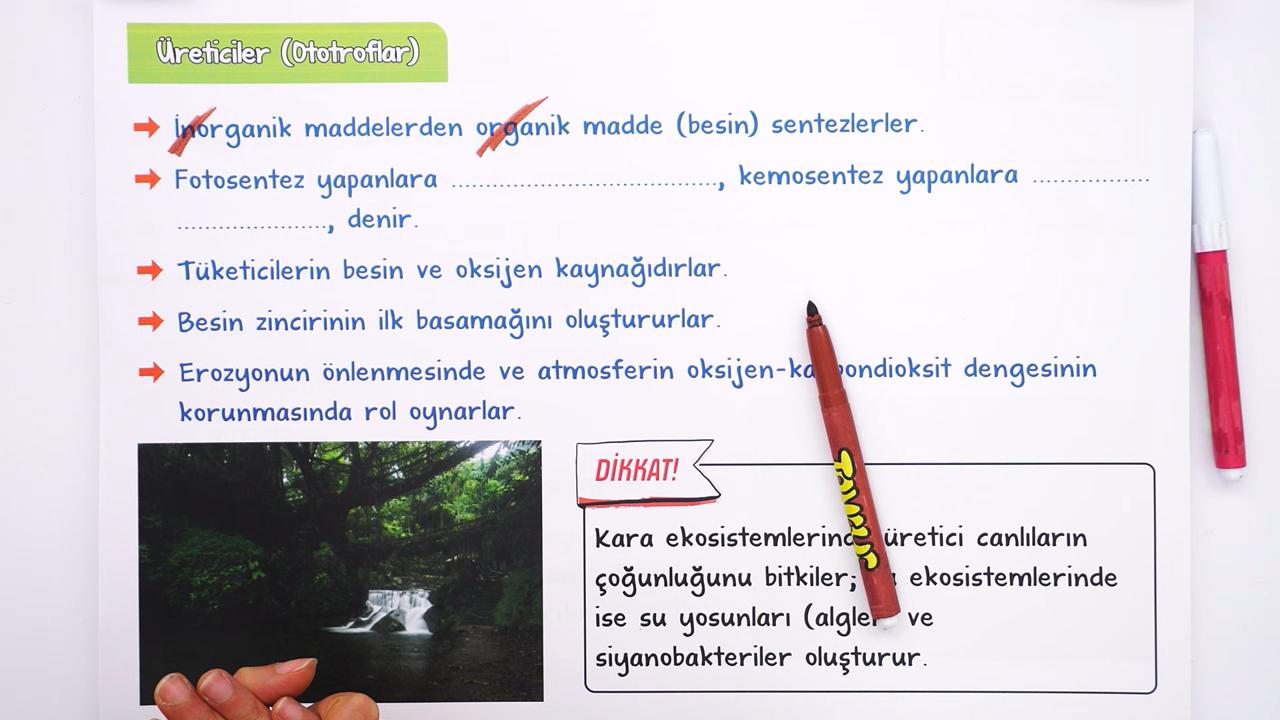 Üreticiler (Ototroflar)
İnorganik maddelerden organik madde (besin) sentezlerler.
Fotosentez yapanlara ......................................., kemosentez yapanlara .................
......................, denir.
Tüketicilerin besin ve oksijen kaynağıdırlar.
Besin zincirinin ilk basamağını oluştururlar.
Erozyonun önlenmesinde ve atmosferin oksijen-ka bondioksit dengesinin
korunmasında rol oynarlar.
DİKKAT!
Kara ekosistemlerind üretici canlıların
çoğunluğunu bitkiler; ekosistemlerinde
ise su yosunları (algler ve
siyanobakteriler oluşturur.